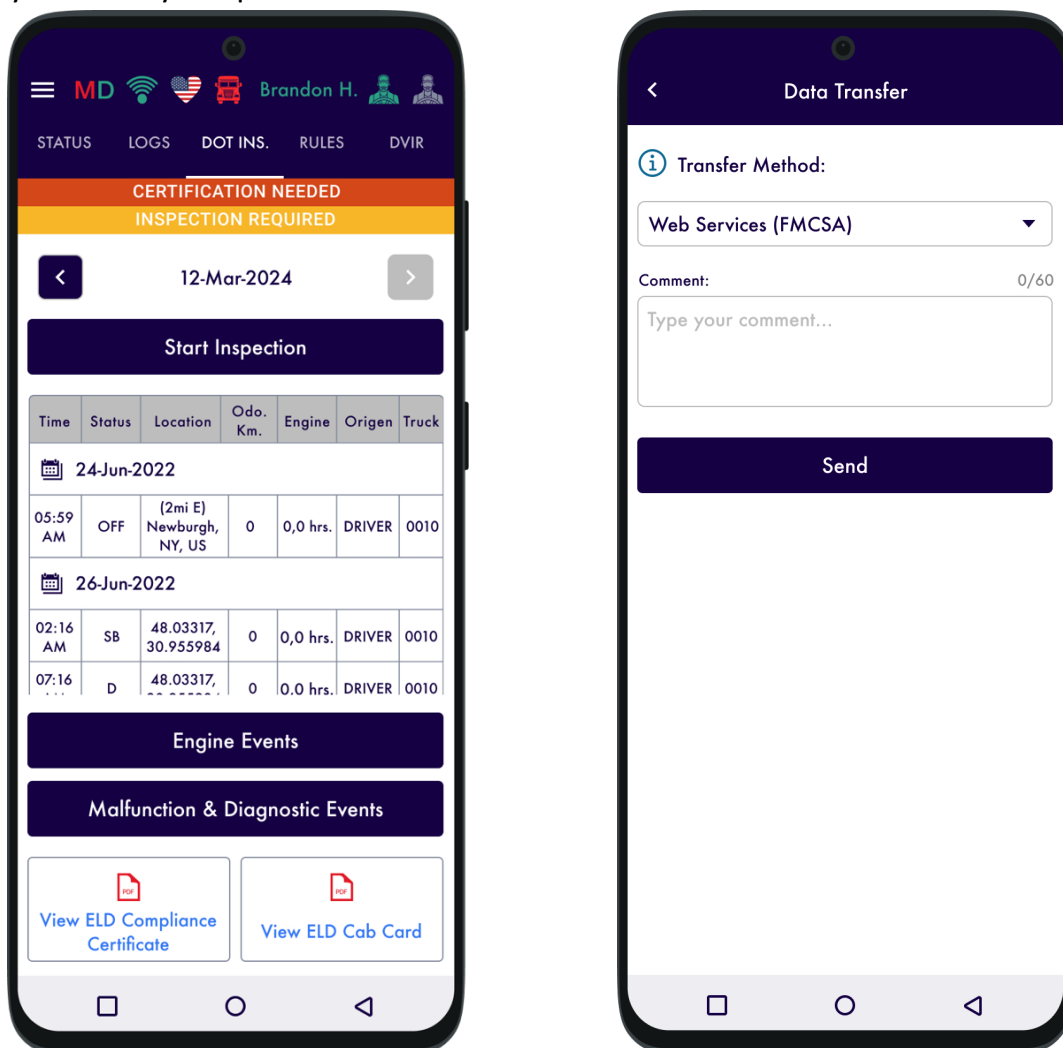 MD Brandon H.
STATUS LOGS DOT INS. RULES DVIR
CERTIFICATION NEEDED
INSPECTION REQUIRED
12-Mar-2024
Start Inspection
Time Status Location Odo. Km. Engine Origen Truck
24-Jun-2022
05:59 AM OFF (2mi E) Newburgh, NY, US 0 0,0 hrs. DRIVER 0010
26-Jun-2022
02:16 AM SB 48.03317, 30.955984 0 0,0 hrs. DRIVER 0010
07:16 D 48.03317, 0 0.0 hrs. DRIVER 0010
Engine Events
Malfunction & Diagnostic Events
PDF
View ELD Compliance
Certificate
PDF
View ELD Cab Card
Data Transfer
Transfer Method:
Web Services (FMCSA)
Comment: 0/60
Type your comment...
Send